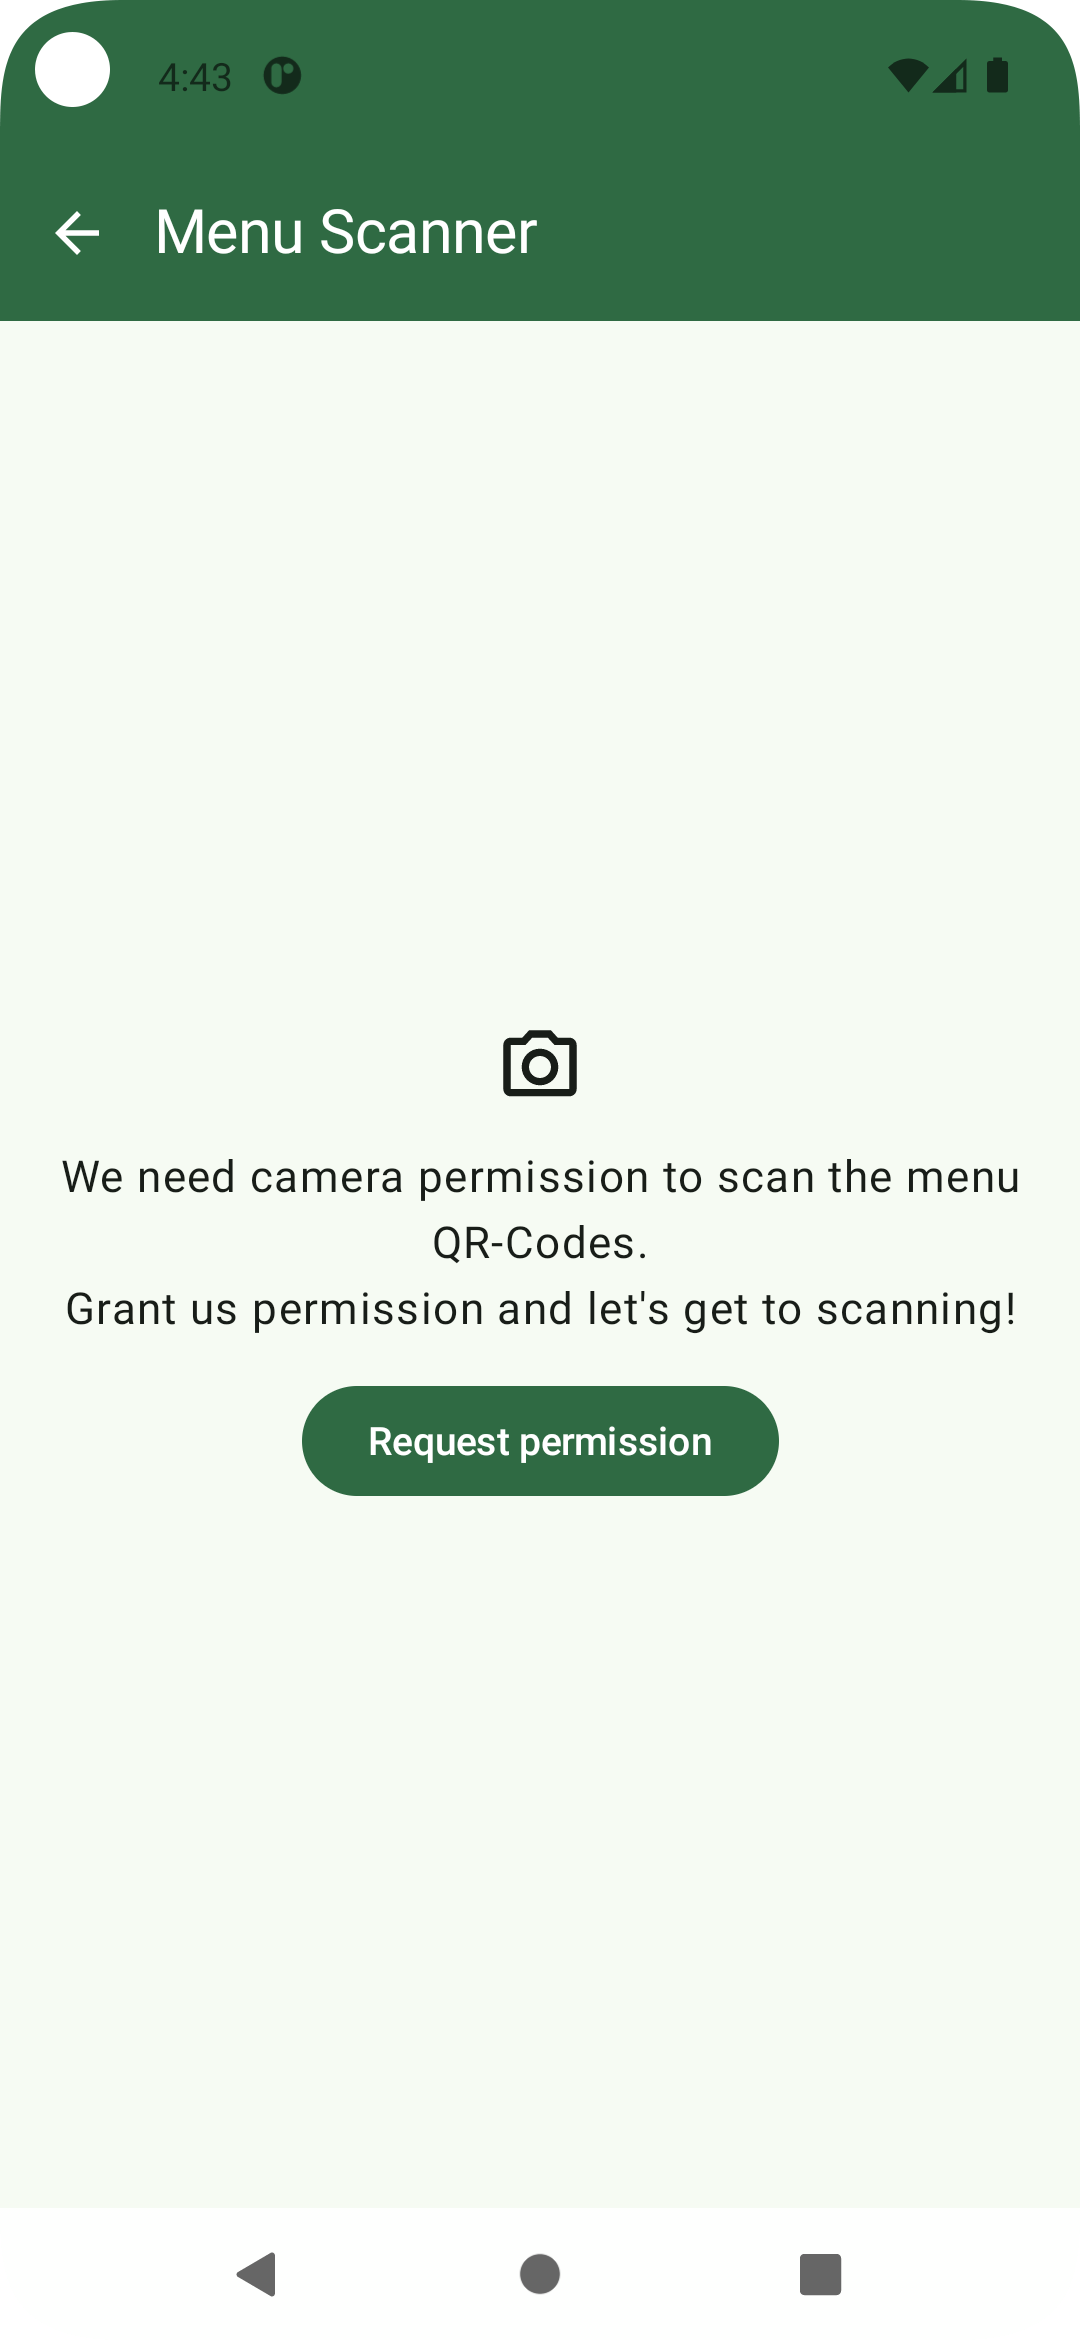 4:43
Menu Scanner
We need camera permission to scan the menu
QR-Codes.
Grant us permission and let's get to scanning!
Request permission